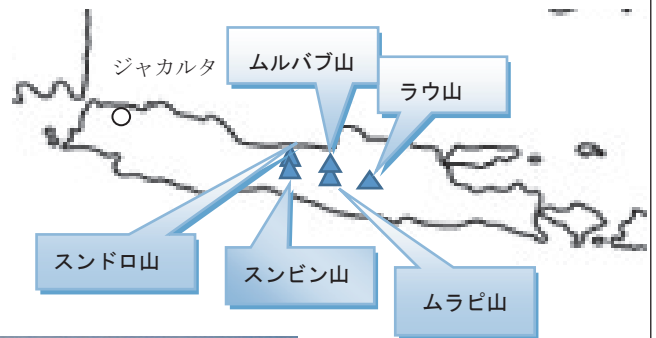 ジャカルタ
ムルバブ山
ラウ山
スンドロ山
スンビン山
ムラピ山